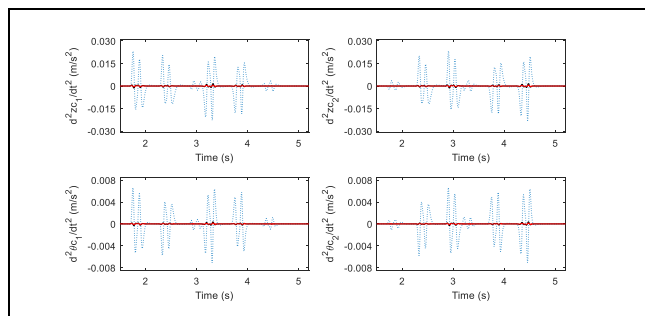 0.030
0.015
0
-0.015
-0.030
d²zc₁/dt² (m/s²)
2 3 4 5
Time (s)
0.030
0.015
0
-0.015
-0.030
d²zc₂/dt² (m/s²)
2 3 4 5
Time (s)
0.008
0.004
0
-0.004
-0.008
d²θc₁/dt² (m/s²)
2 3 4 5
Time (s)
0.008
0.004
0
-0.004
-0.008
d²θc₂/dt² (m/s²)
2 3 4 5
Time (s)